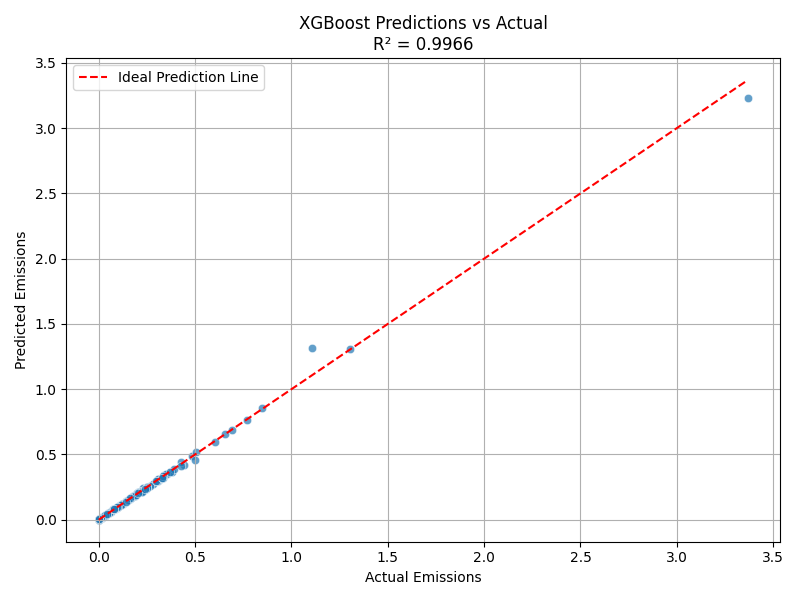 XGBoost Predictions vs Actual
R² = 0.9966
Ideal Prediction Line
3.5
3.0
2.5
2.0
1.5
1.0
0.5
0.0
Predicted Emissions
0.0 0.5 1.0 1.5 2.0 2.5 3.0 3.5
Actual Emissions